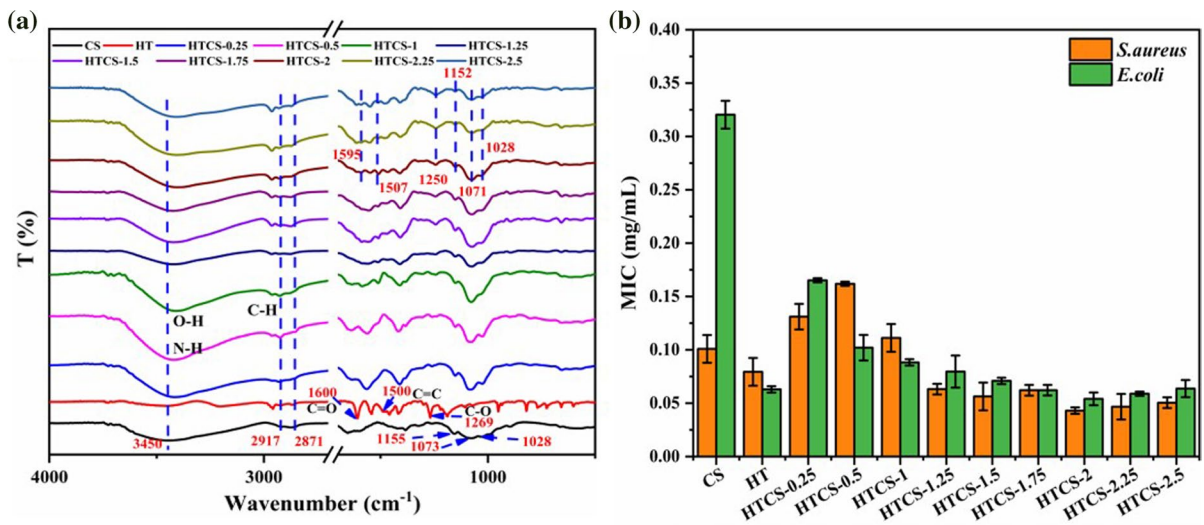 (a)
CS HT HTCS-0.25 HTCS-0.5 HTCS-1 HTCS-1.25
HTCS-1.5 HTCS-1.75 HTCS-2 HTCS-2.25 HTCS-2.5
1152
1595
1028
1507 1250 1071
O-H
C-H
N-H
1600 1500 C=C
C=O C-O
1269
3450 2917 2871 1155 1073 1028
T (%)
4000 3000 1000
Wavenumber (cm-1)
(b)
S.aureus
E.coli
0.40
0.35
0.30
0.25
0.20
0.15
0.10
0.05
0.00
MIC (mg/mL)
CS HT HTCS-0.25 HTCS-0.5 HTCS-1 HTCS-1.25 HTCS-1.5 HTCS-1.75 HTCS-2 HTCS-2.25 HTCS-2.5